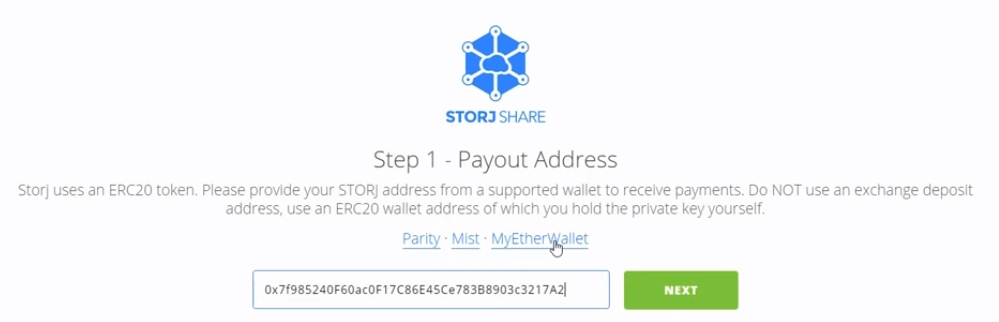 STORJ SHARE
Step 1 - Payout Address
Storj uses an ERC20 token. Please provide your STORJ address from a supported wallet to receive payments. Do NOT use an exchange deposit
address, use an ERC20 wallet address of which you hold the private key yourself.
Parity · Mist · MyEtherWallet
0x7f985240F60ac0F17C86E45Ce783B8903c3217A2
NEXT